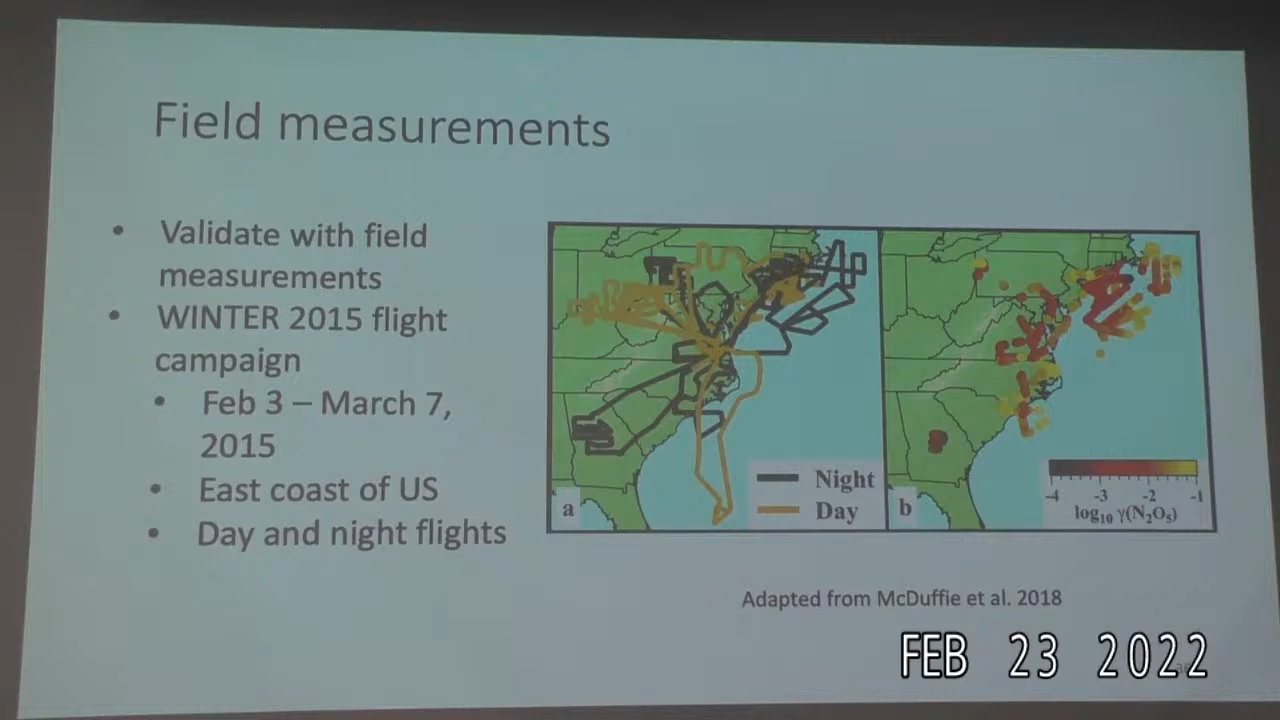 Field measurements
• Validate with field
measurements
• WINTER 2015 flight
campaign
• Feb 3 – March 7,
2015
• East coast of US
• Day and night flights
Night
Day
a
b
-4 -3 -2 -1
log₁₀ γ(N₂O₅)
Adapted from McDuffie et al. 2018
FEB 23 2022